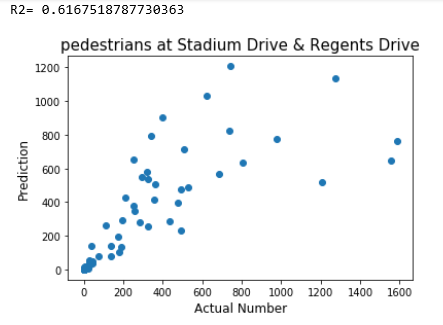 R2= 0.6167518787730363
pedestrians at Stadium Drive & Regents Drive
1200
1000
800
600
400
200
0
Prediction
0 200 400 600 800 1000 1200 1400 1600
Actual Number